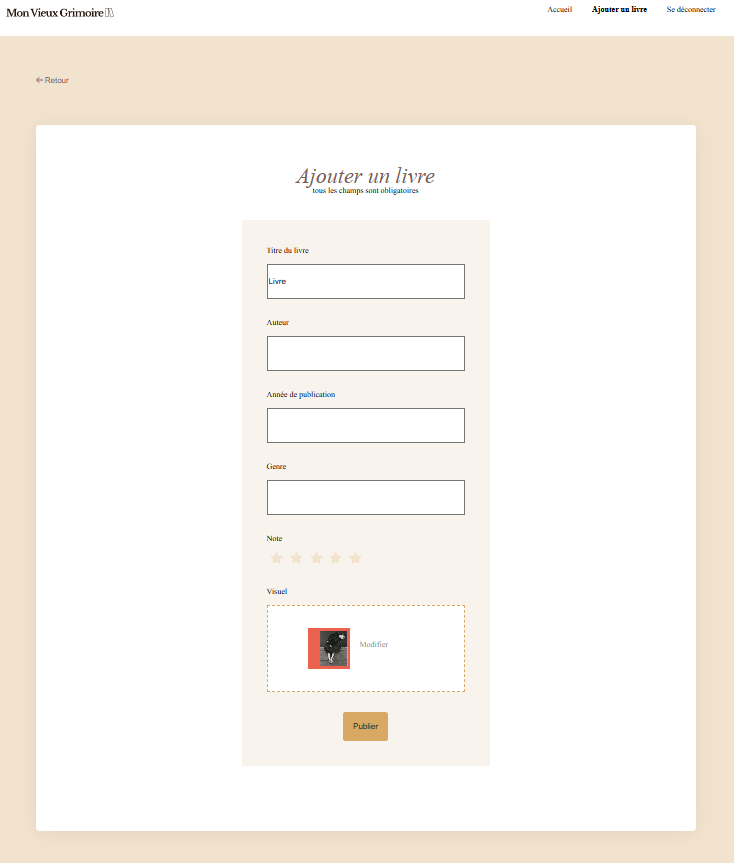 Mon Vieux Grimoire
Accueil
Ajouter un livre
Se déconnecter
Retour
Ajouter un livre
tous les champs sont obligatoires
Titre du livre
Livre
Auteur
Année de publication
Genre
Note
Visuel
Modifier
Publier